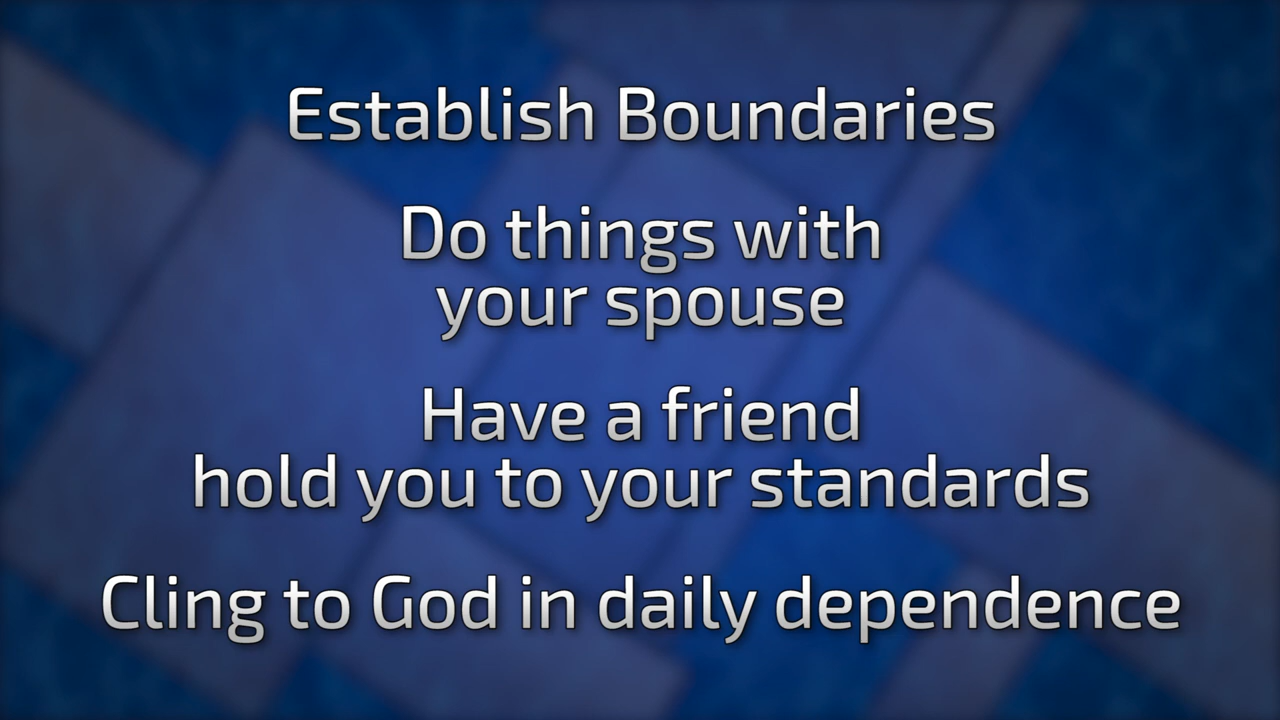 Establish Boundaries
Do things with
your spouse
Have a friend
hold you to your standards
Cling to God in daily dependence